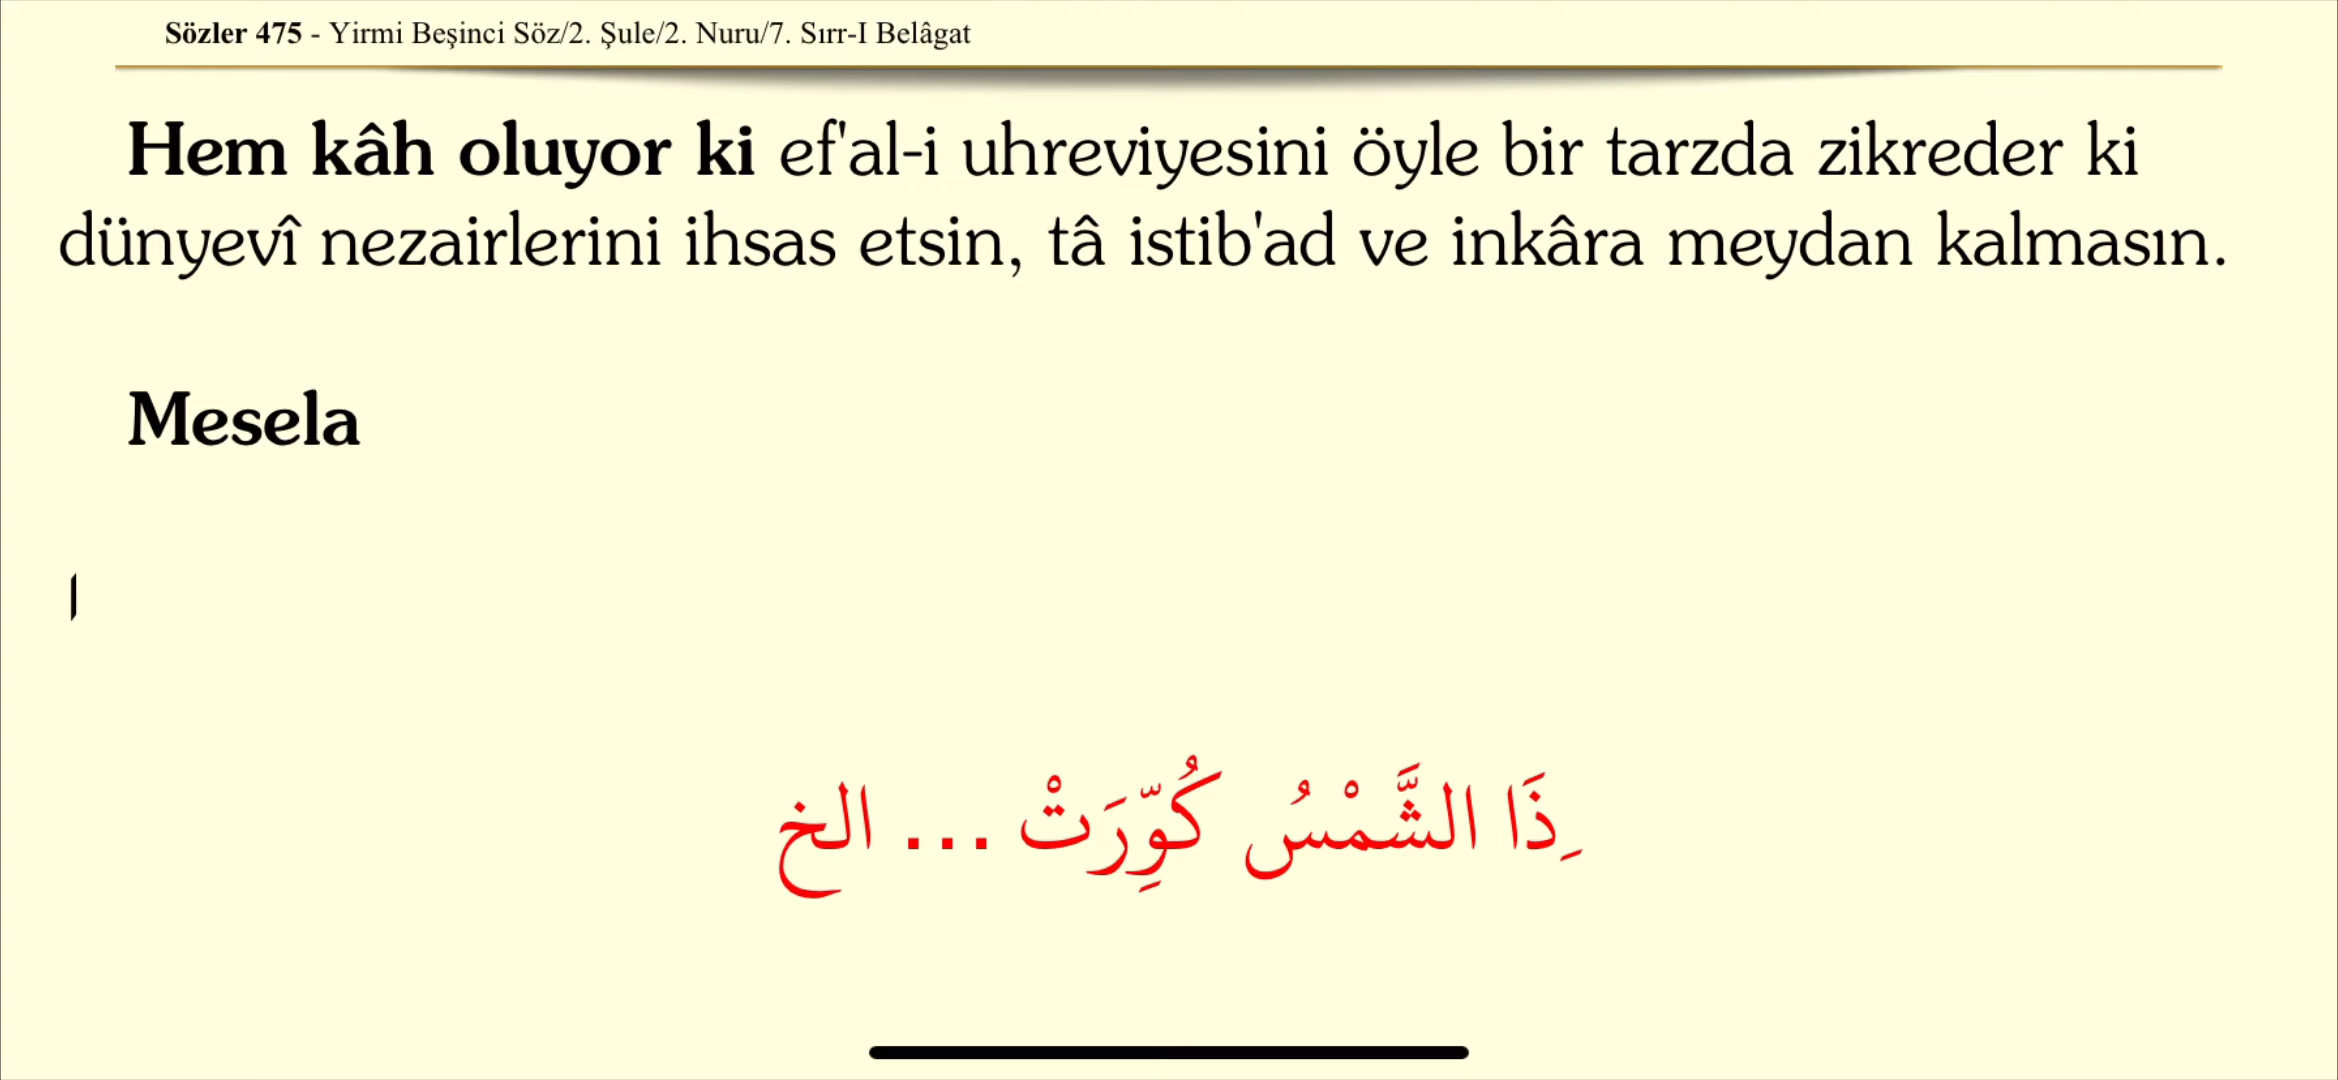 Sözler 475 - Yirmi Beşinci Söz/2. Şule/2. Nuru/7. Sırr-I Belâgat
Hem kâh oluyor ki ef'al-i uhreviyesini öyle bir tarzda zikreder ki
dünyevî nezairlerini ihsas etsin, tâ istib'ad ve inkâra meydan kalmasın.
Mesela
ا
ِذَا الشَّمْسُ كُوِّرَتْ ... الخ